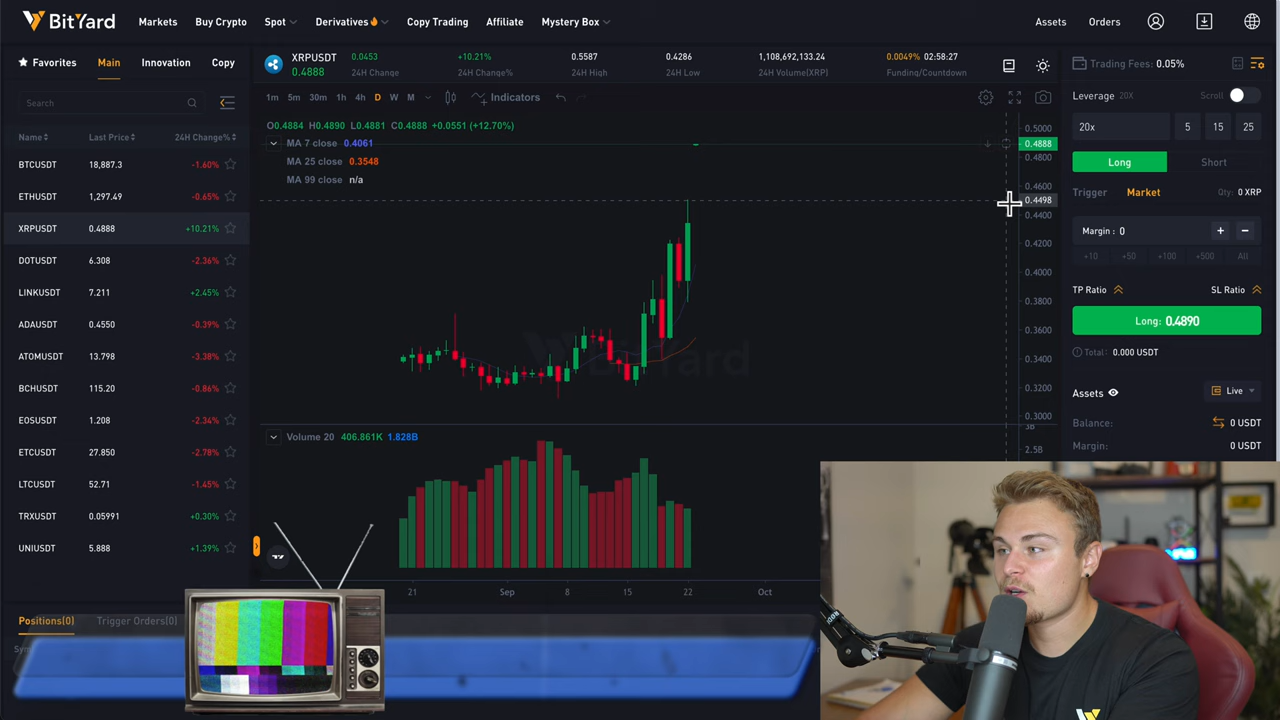 BitYard
Markets
Buy Crypto
Spot
Derivatives
Copy Trading
Affiliate
Mystery Box
Assets
Orders
Favorites
Main
Innovation
Copy
Search
Name
Last Price
24H Change%
BTCUSDT 18,887.3 -1.60%
ETHUSDT 1,297.49 -0.65%
XRPUSDT 0.4888 +10.21%
DOTUSDT 6.308 -2.36%
LINKUSDT 7.211 +2.45%
ADAUSDT 0.4550 -0.39%
ATOMUSDT 13.798 -3.38%
BCHUSDT 115.20 -0.86%
EOSUSDT 1.208 -2.34%
ETCUSDT 27.850 -2.78%
LTCUSDT 52.71 -1.45%
TRXUSDT 0.05991 +0.30%
UNIUSDT 5.888 +1.39%
XRPUSDT
0.4888
0.0453
24H Change
+10.21%
24H Change%
0.5587
24H High
0.4286
24H Low
1,108,692,133.24
24H Volume(XRP)
0.0049% 02:58:27
Funding/Countdown
1m 5m 30m 1h 4h D W M
Indicators
O0.4884 H0.4890 L0.4881 C0.4888 +0.0551 (+12.70%)
MA 7 close 0.4061
MA 25 close 0.3548
MA 99 close n/a
BitYard
0.5000
0.4888
0.4800
0.4600
0.4498
0.4400
0.4200
0.4000
0.3800
0.3600
0.3400
0.3200
0.3000
Volume 20 406.861K 1.828B
3B
2.5B
21 Sep 8 15 22 Oct
Positions(0)
Trigger Orders(0)
Trading Fees: 0.05%
Leverage 20X
Scroll
20x
5
15
25
Long
Short
Trigger
Market
Qty: 0 XRP
Margin : 0
+
−
+10 +50 +100 +500 All
TP Ratio
SL Ratio
Long: 0.4890
Total: 0.000 USDT
Assets
Live
Balance: 0 USDT
Margin: 0 USDT